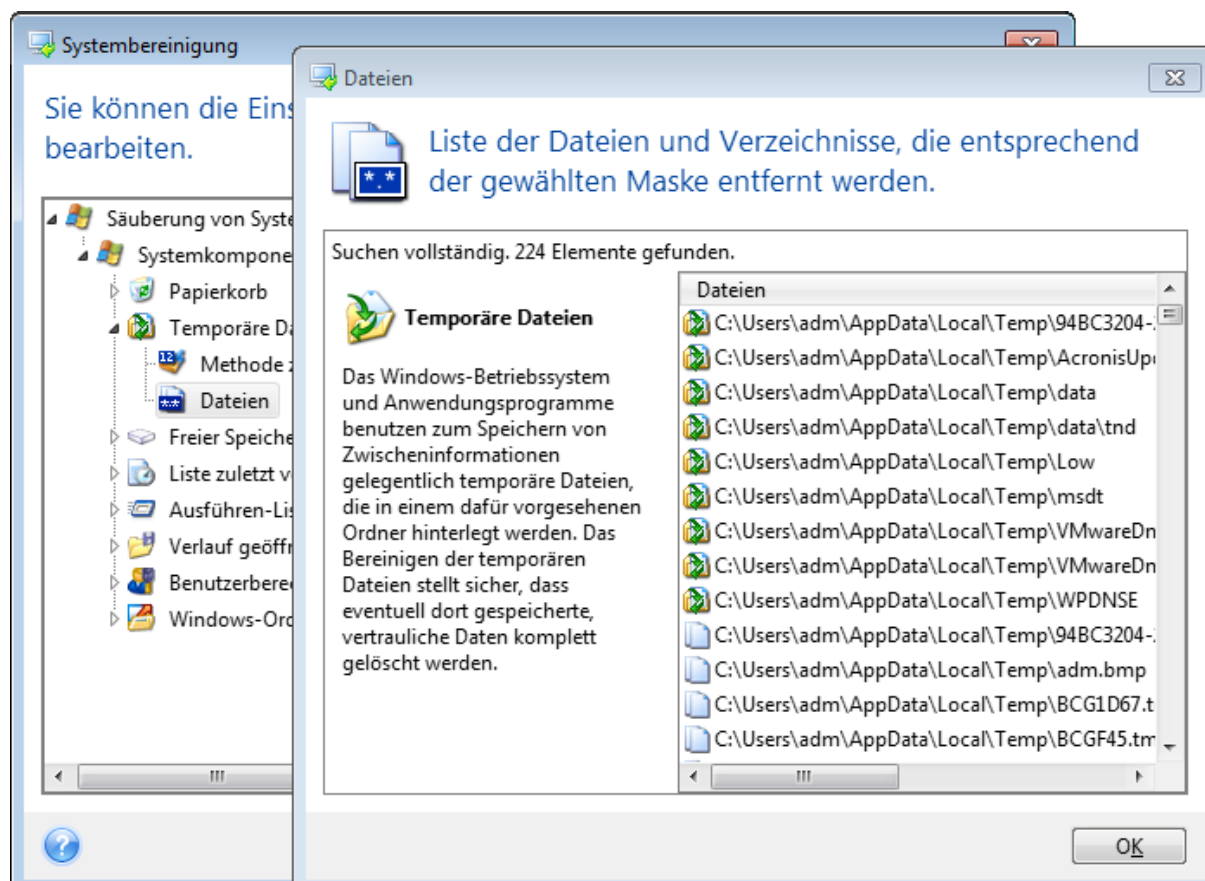 Systembereinigung
Sie können die Eins
bearbeiten.
Säuberung von Syste
Systemkompone
Papierkorb
Temporäre Da
12
Methode z
*.*
Dateien
Freier Speiche
Liste zuletzt v
Ausführen-Lis
Verlauf geöffn
Benutzerberei
Windows-Ord
Dateien
*.*
Liste der Dateien und Verzeichnisse, die entsprechend
der gewählten Maske entfernt werden.
Suchen vollständig. 224 Elemente gefunden.
Temporäre Dateien
Das Windows-Betriebssystem
und Anwendungsprogramme
benutzen zum Speichern von
Zwischeninformationen
gelegentlich temporäre Dateien,
die in einem dafür vorgesehenen
Ordner hinterlegt werden. Das
Bereinigen der temporären
Dateien stellt sicher, dass
eventuell dort gespeicherte,
vertrauliche Daten komplett
gelöscht werden.
Dateien
C:\Users\adm\AppData\Local\Temp\94BC3204-
C:\Users\adm\AppData\Local\Temp\AcronisUp
C:\Users\adm\AppData\Local\Temp\data
C:\Users\adm\AppData\Local\Temp\data\tnd
C:\Users\adm\AppData\Local\Temp\Low
C:\Users\adm\AppData\Local\Temp\msdt
C:\Users\adm\AppData\Local\Temp\VMwareDn
C:\Users\adm\AppData\Local\Temp\VMwareDn
C:\Users\adm\AppData\Local\Temp\WPDNSE
C:\Users\adm\AppData\Local\Temp\94BC3204-
C:\Users\adm\AppData\Local\Temp\adm.bmp
C:\Users\adm\AppData\Local\Temp\BCG1D67.t
C:\Users\adm\AppData\Local\Temp\BCGF45.tm
OK